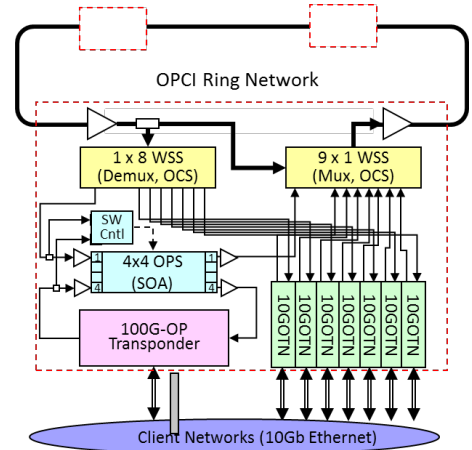 OPCI Ring Network
1 x 8 WSS
(Demux, OCS)
9 x 1 WSS
(Mux, OCS)
SW
Cntl
1
4x4 OPS
1
4
(SOA)
4
100G-OP
Transponder
10GOTN
10GOTN
10GOTN
10GOTN
10GOTN
10GOTN
10GOTN
Client Networks (10Gb Ethernet)